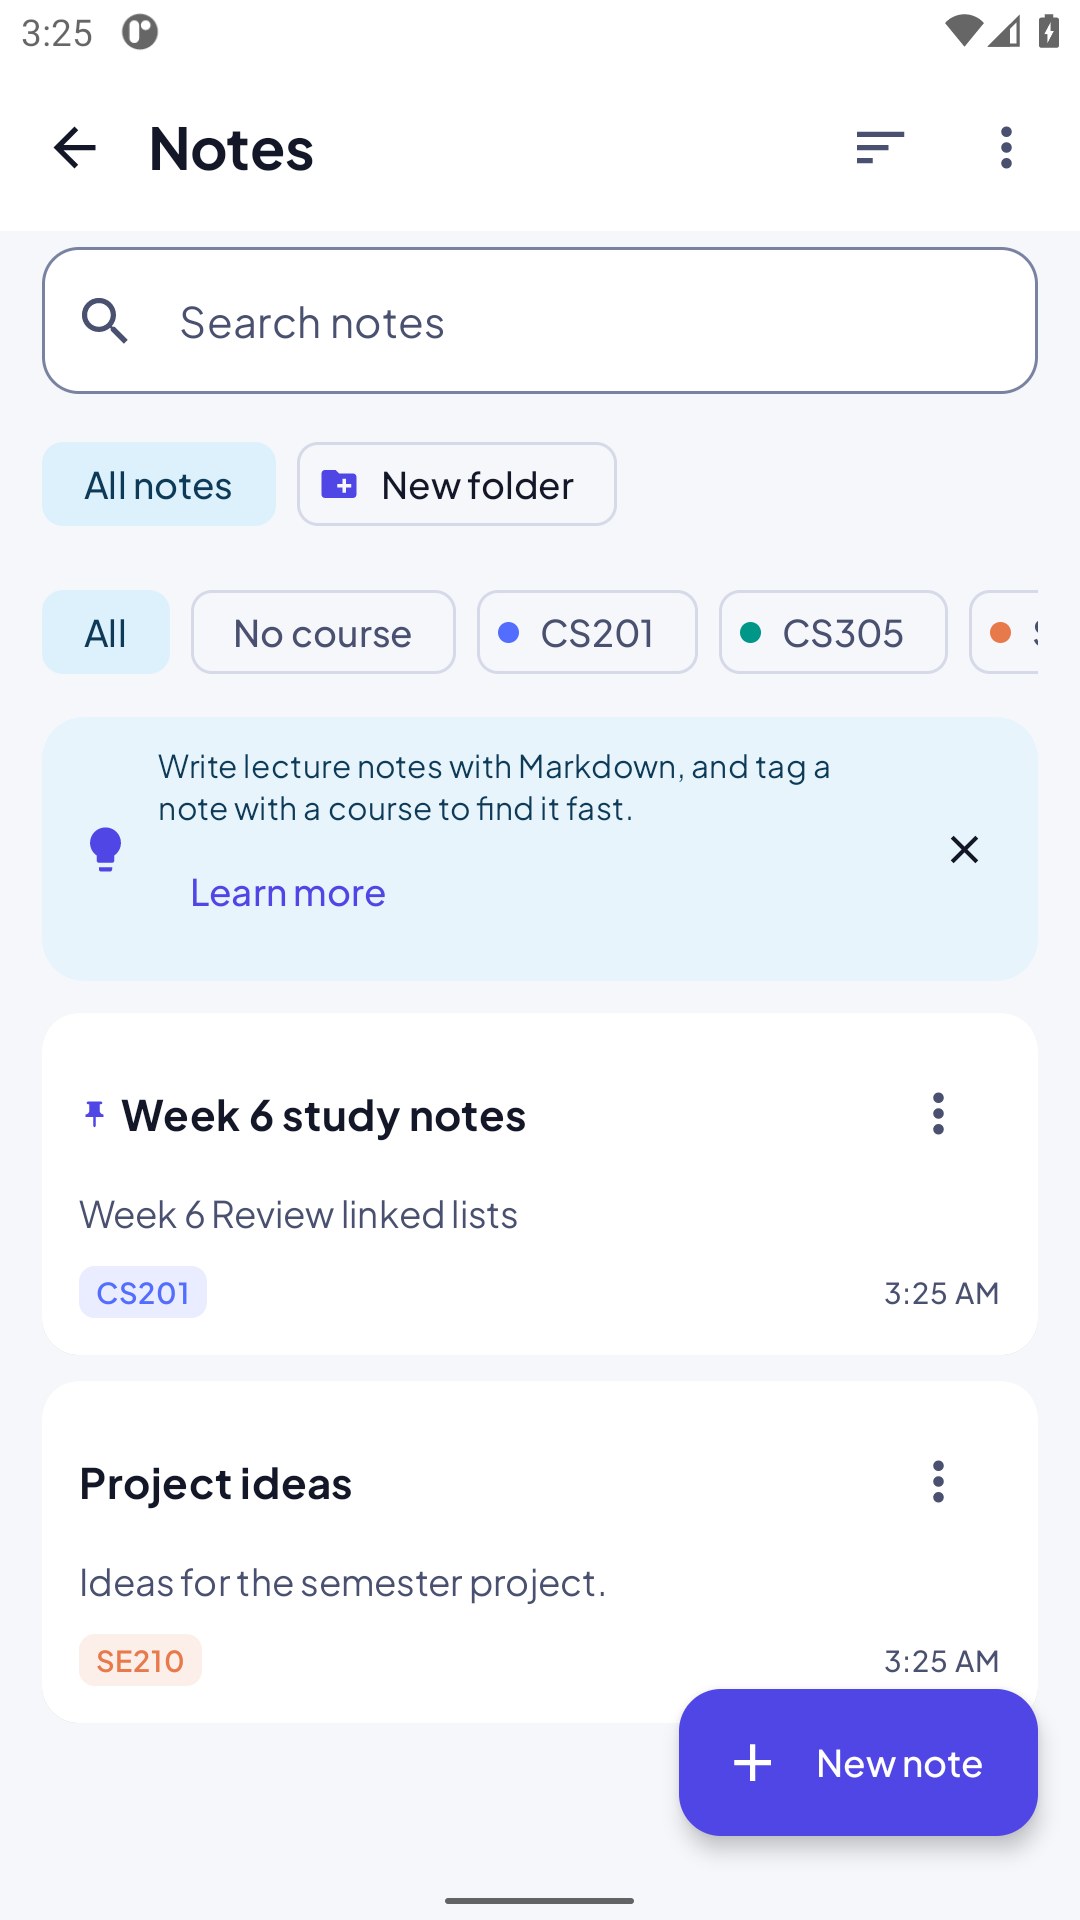 3:25
Notes
Search notes
All notes
New folder
All
No course
CS201
CS305
Write lecture notes with Markdown, and tag a
note with a course to find it fast.
Learn more
Week 6 study notes
Week 6 Review linked lists
CS201
3:25 AM
Project ideas
Ideas for the semester project.
SE210
3:25 AM
New note